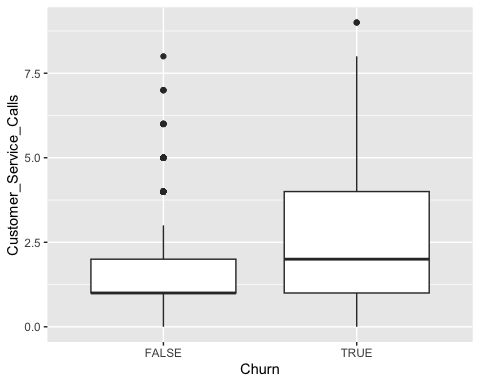 Customer_Service_Calls
7.5
5.0
2.5
0.0
FALSE
TRUE
Churn